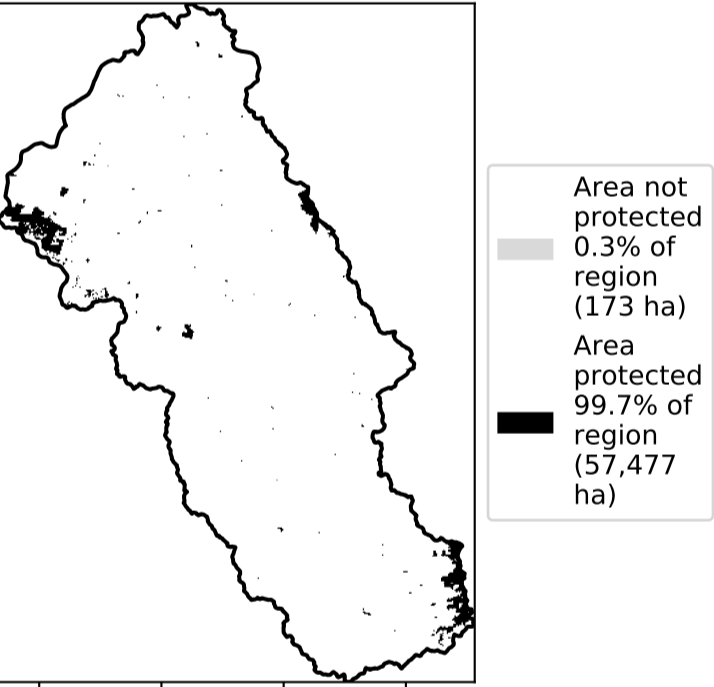 Area not
protected
0.3% of
region
(173 ha)
Area
protected
99.7% of
region
(57,477
ha)